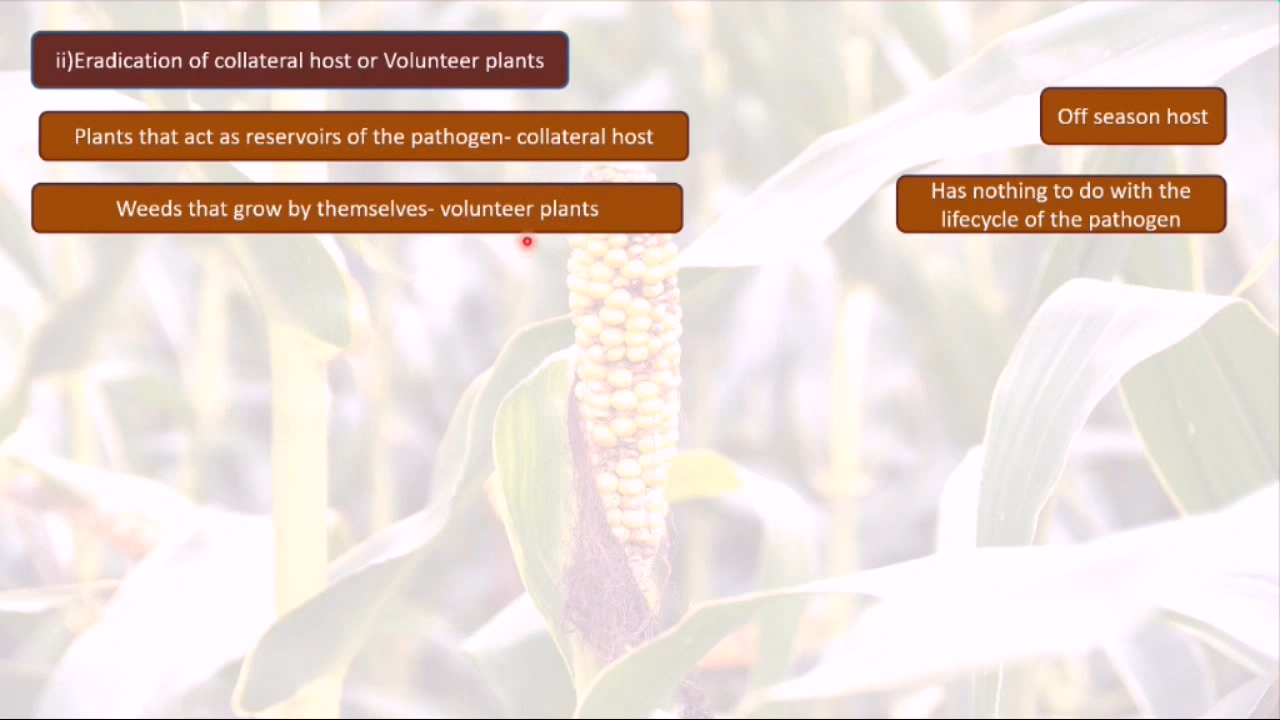 ii)Eradication of collateral host or Volunteer plants
Plants that act as reservoirs of the pathogen- collateral host
Weeds that grow by themselves- volunteer plants
Off season host
Has nothing to do with the
lifecycle of the pathogen